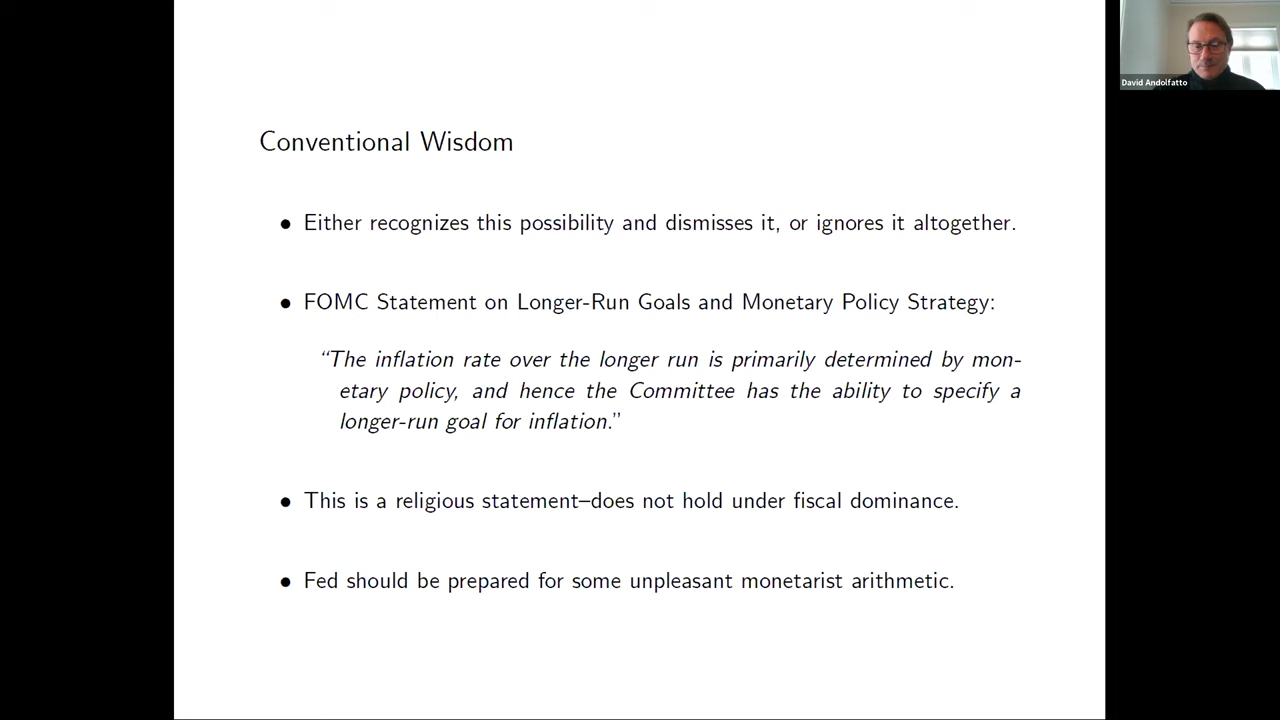 David Andolfatto
Conventional Wisdom
• Either recognizes this possibility and dismisses it, or ignores it altogether.
• FOMC Statement on Longer-Run Goals and Monetary Policy Strategy:
“The inflation rate over the longer run is primarily determined by mon-
etary policy, and hence the Committee has the ability to specify a
longer-run goal for inflation.”
• This is a religious statement–does not hold under fiscal dominance.
• Fed should be prepared for some unpleasant monetarist arithmetic.